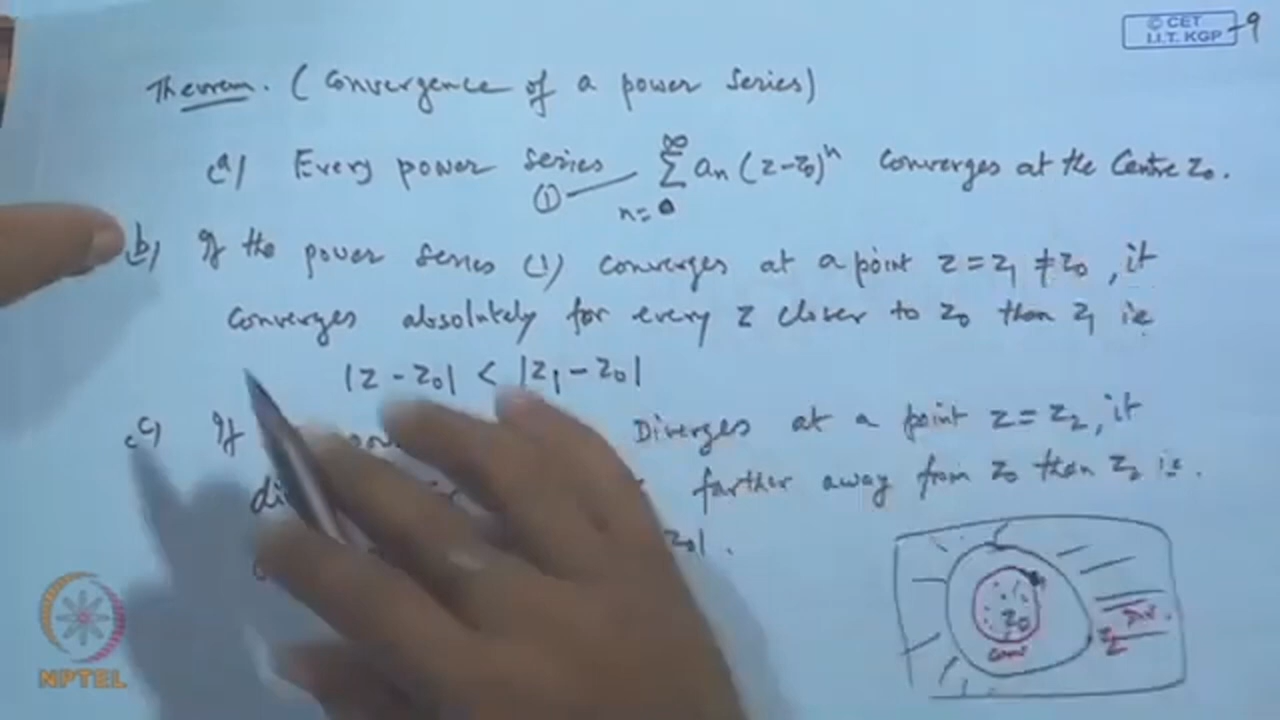 © CET
I.I.T. KGP
-9
Theorem. (Convergence of a power series)
(a) Every power series ∑_{n=0}^{∞} an (z-z0)^n converges at the Centre z0.
①
(b) If the power series (1) converges at a point z = z1 ≠ z0, it
converges absolutely for every z closer to z0 than z1 i.e
|z - z0| < |z1 - z0|
(c) If Diverges at a point z = z2, it
farther away from z0 than z2 i.e.
z0|.
z0
Conv
z2
Div.
NPTEL